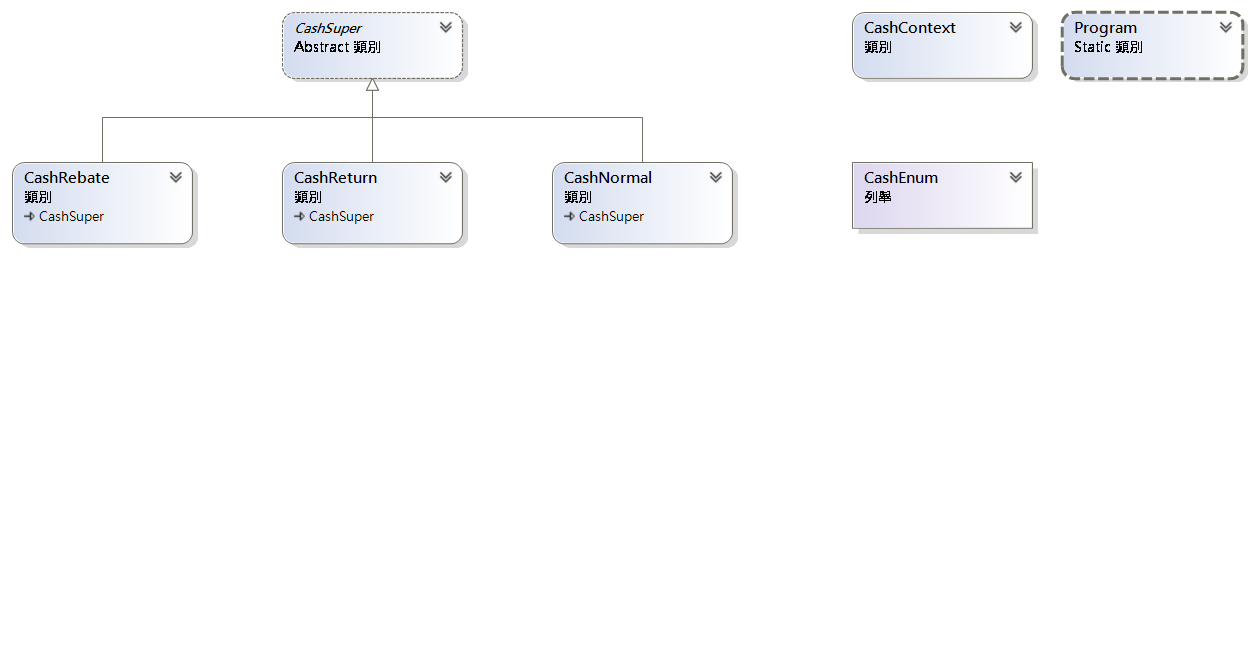 CashSuper
Abstract 類別
CashContext
類別
Program
Static 類別
CashRebate
類別
CashSuper
CashReturn
類別
CashSuper
CashNormal
類別
CashSuper
CashEnum
列舉